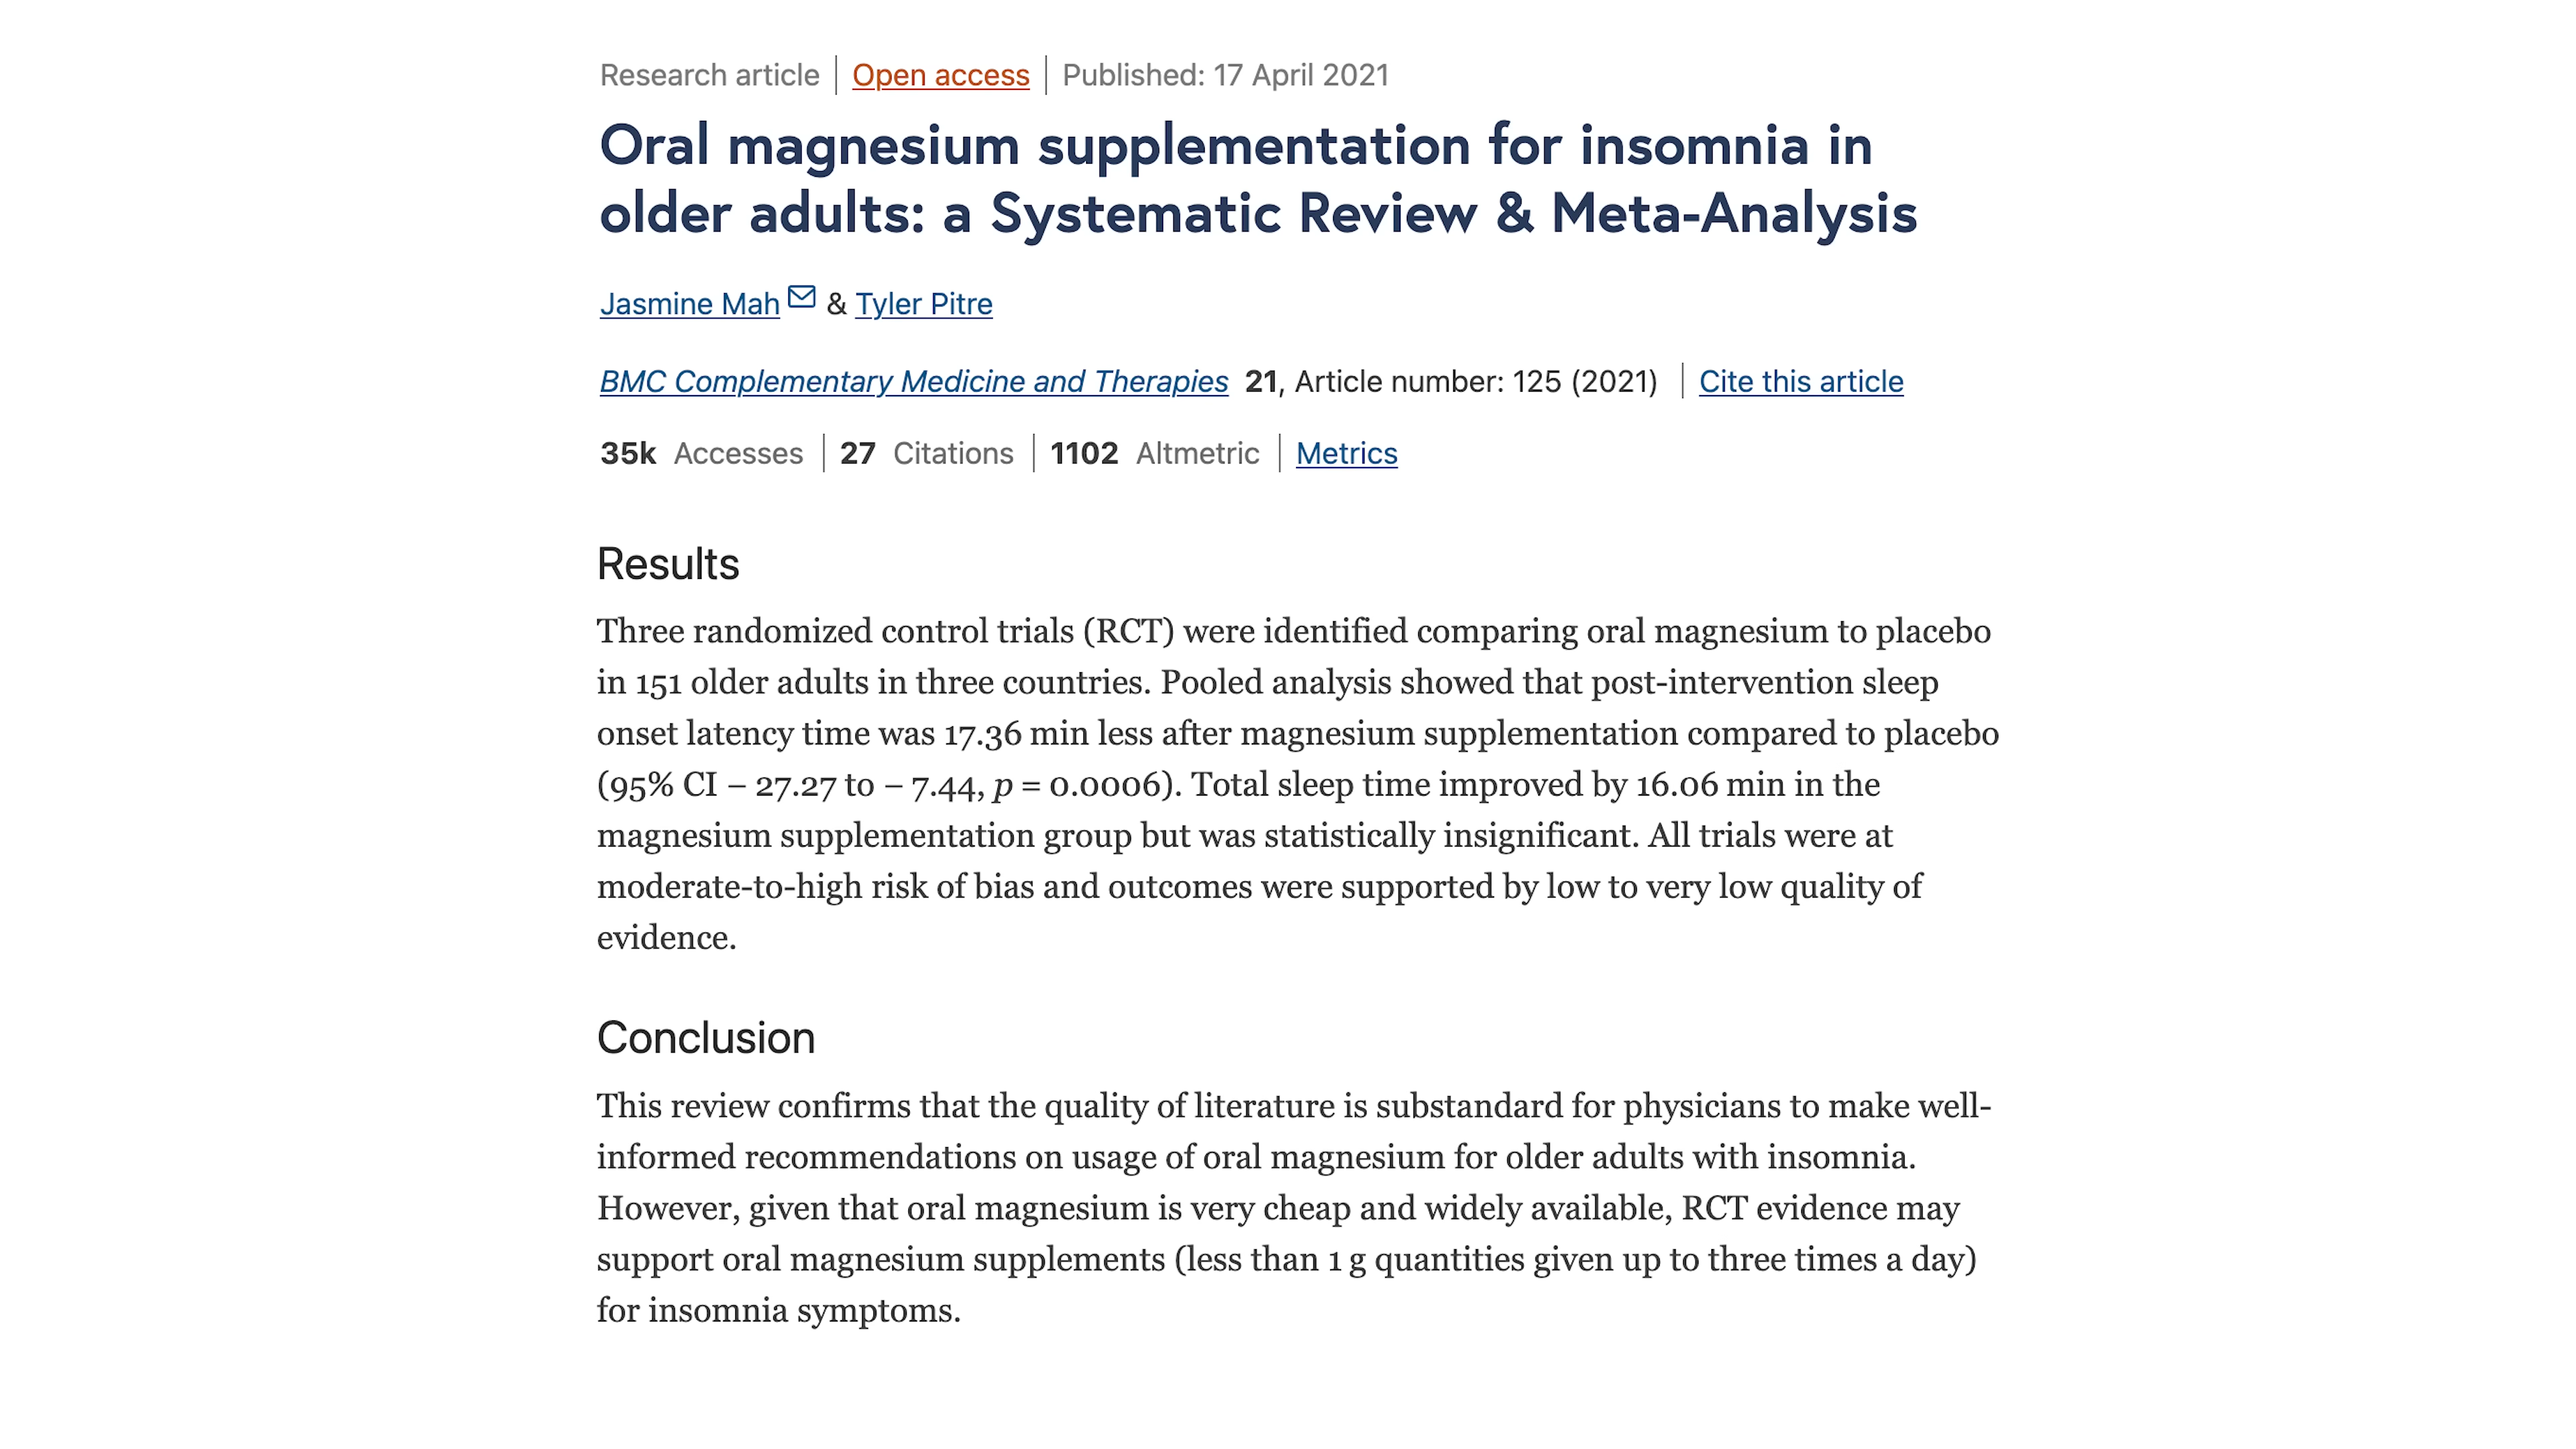 Research article | Open access | Published: 17 April 2021
Oral magnesium supplementation for insomnia in
older adults: a Systematic Review & Meta-Analysis
Jasmine Mah & Tyler Pitre
BMC Complementary Medicine and Therapies 21, Article number: 125 (2021) | Cite this article
35k Accesses | 27 Citations | 1102 Altmetric | Metrics
Results
Three randomized control trials (RCT) were identified comparing oral magnesium to placebo
in 151 older adults in three countries. Pooled analysis showed that post-intervention sleep
onset latency time was 17.36 min less after magnesium supplementation compared to placebo
(95% CI − 27.27 to − 7.44, p = 0.0006). Total sleep time improved by 16.06 min in the
magnesium supplementation group but was statistically insignificant. All trials were at
moderate-to-high risk of bias and outcomes were supported by low to very low quality of
evidence.
Conclusion
This review confirms that the quality of literature is substandard for physicians to make well-
informed recommendations on usage of oral magnesium for older adults with insomnia.
However, given that oral magnesium is very cheap and widely available, RCT evidence may
support oral magnesium supplements (less than 1 g quantities given up to three times a day)
for insomnia symptoms.